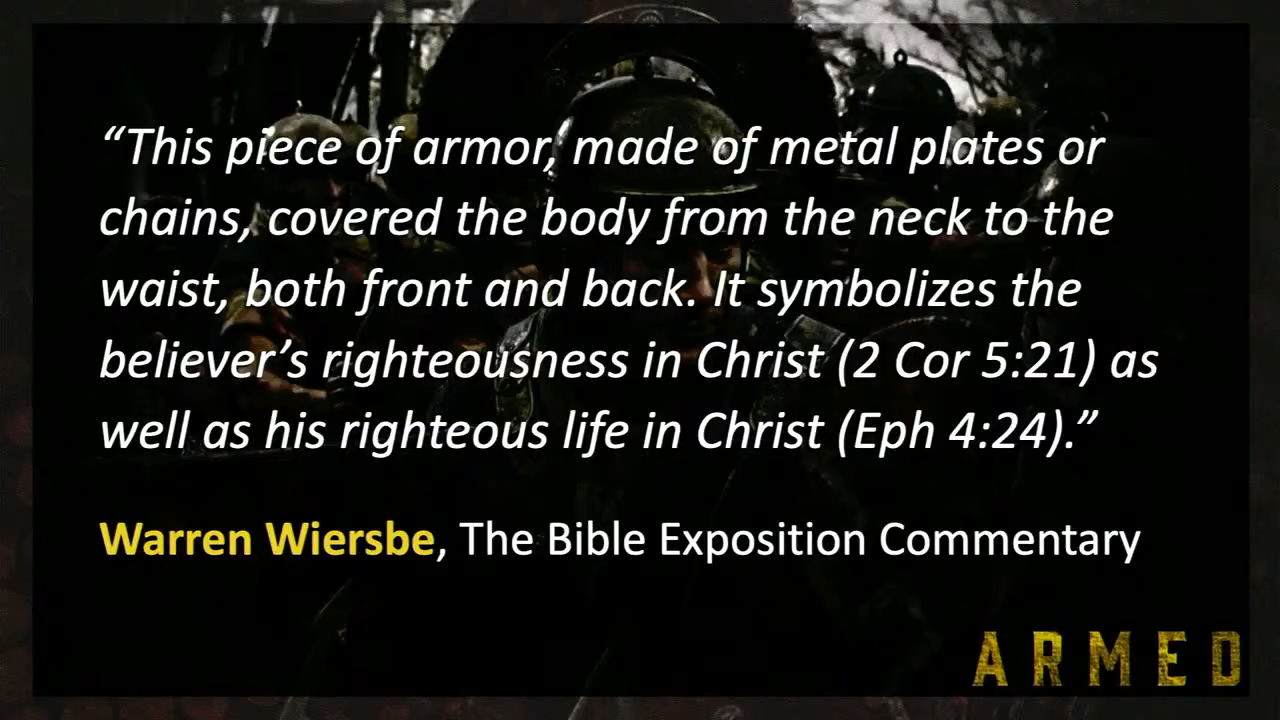 “This piece of armor, made of metal plates or
chains, covered the body from the neck to the
waist, both front and back. It symbolizes the
believer’s righteousness in Christ (2 Cor 5:21) as
well as his righteous life in Christ (Eph 4:24).”
Warren Wiersbe, The Bible Exposition Commentary
ARMED